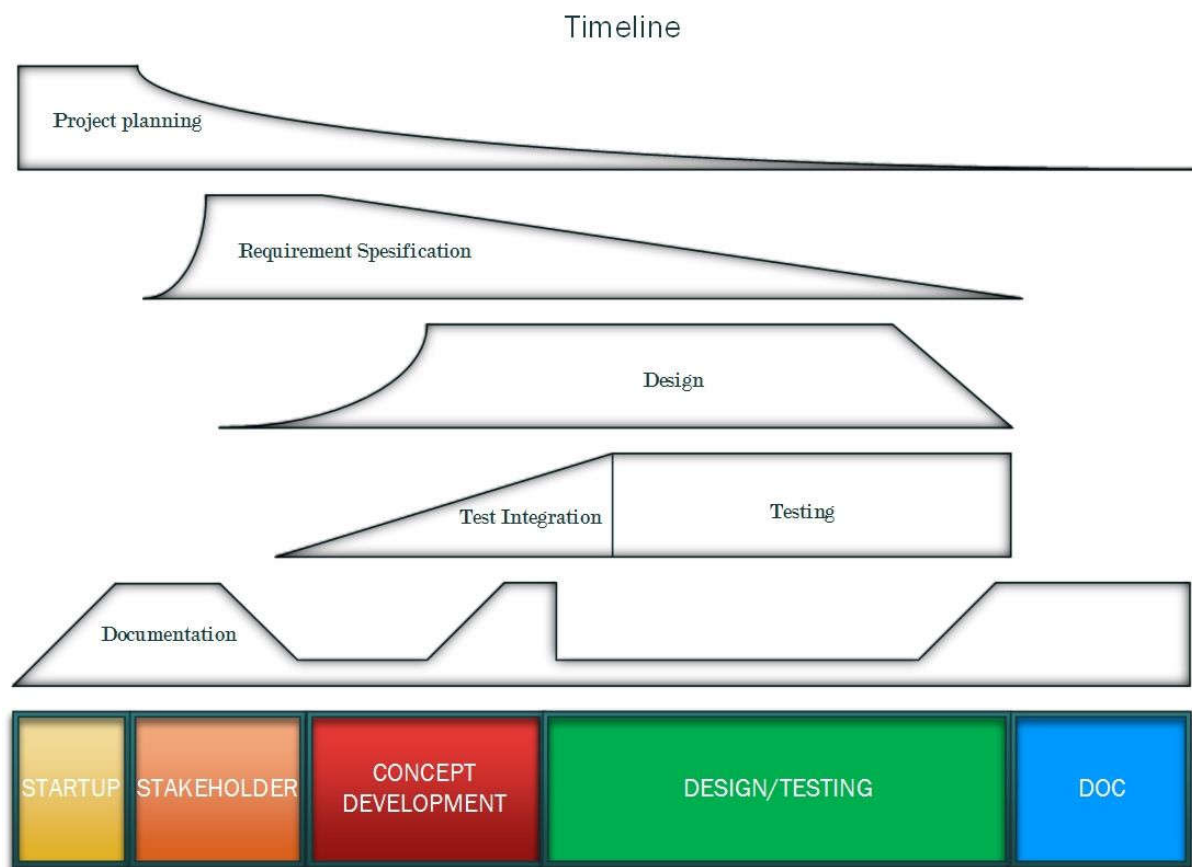 Timeline
Project planning
Requirement Spesification
Design
Test Integration
Testing
Documentation
STARTUP
STAKEHOLDER
CONCEPT
DEVELOPMENT
DESIGN/TESTING
DOC